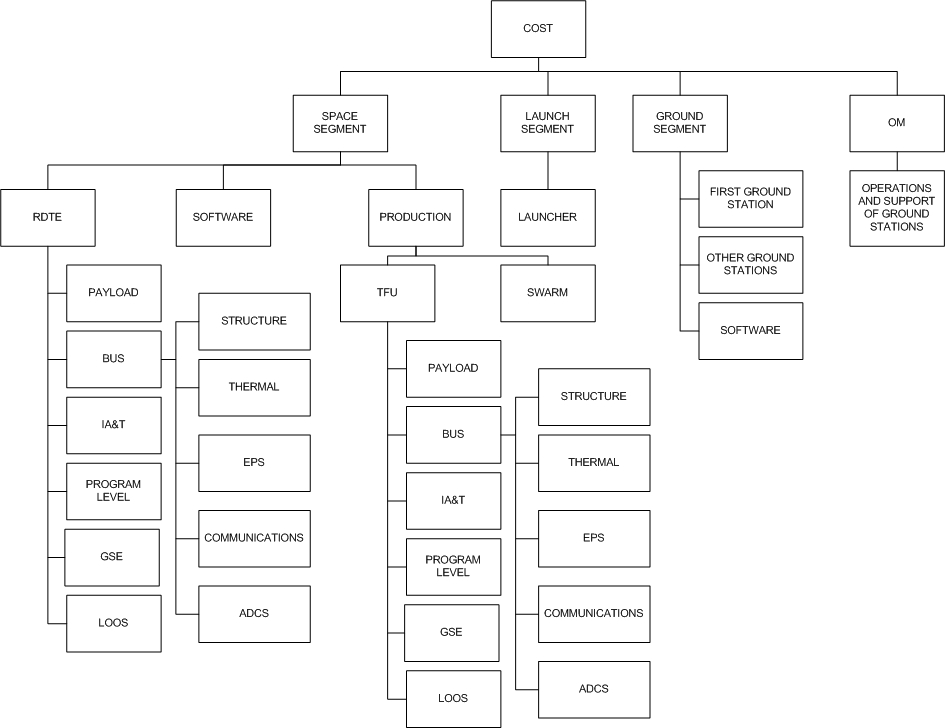 COST
SPACE
SEGMENT
LAUNCH
SEGMENT
GROUND
SEGMENT
OM
RDTE
SOFTWARE
PRODUCTION
LAUNCHER
FIRST GROUND
STATION
OPERATIONS
AND SUPPORT
OF GROUND
STATIONS
OTHER GROUND
STATIONS
SOFTWARE
PAYLOAD
BUS
IA&T
PROGRAM
LEVEL
GSE
LOOS
STRUCTURE
THERMAL
EPS
COMMUNICATIONS
ADCS
TFU
SWARM
PAYLOAD
BUS
IA&T
PROGRAM
LEVEL
GSE
LOOS
STRUCTURE
THERMAL
EPS
COMMUNICATIONS
ADCS